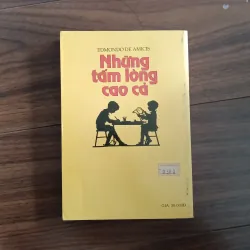 EDMONDO DE AMICIS
Những
tấm lòng
cao cả